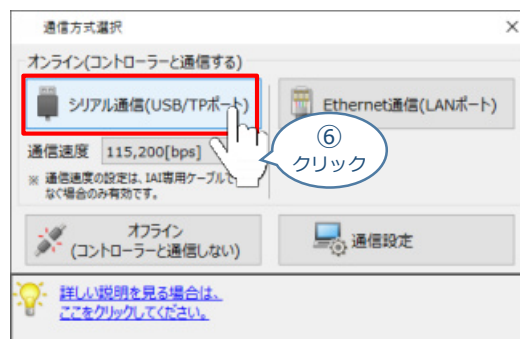 通信方式選択
オンライン(コントローラーと通信する)
シリアル通信(USB/TPポート)
Ethernet通信(LANポート)
通信速度 115,200[bps]
⑥
クリック
※ 通信速度の設定は、IAI専用ケーブルで
なぐ場合のみ有効です。
オフライン
(コントローラーと通信しない)
通信設定
詳しい説明を見る場合は、
ここをクリックしてください。